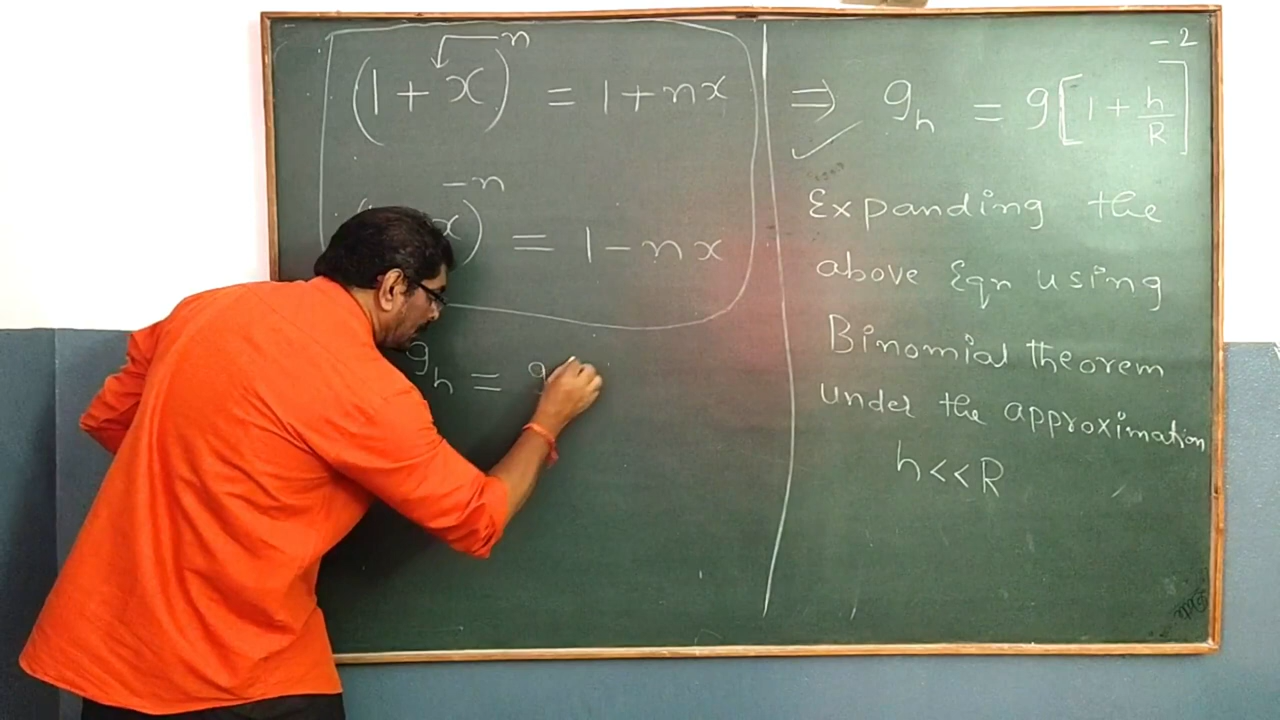 (1 + x)^n = 1 + nx
x)^-n = 1 - nx
g_h = g
⇒ g_h = g[1 + h/R]^-2
Expanding the
above Eqn using
Binomial theorem
under the approximation
h<<R